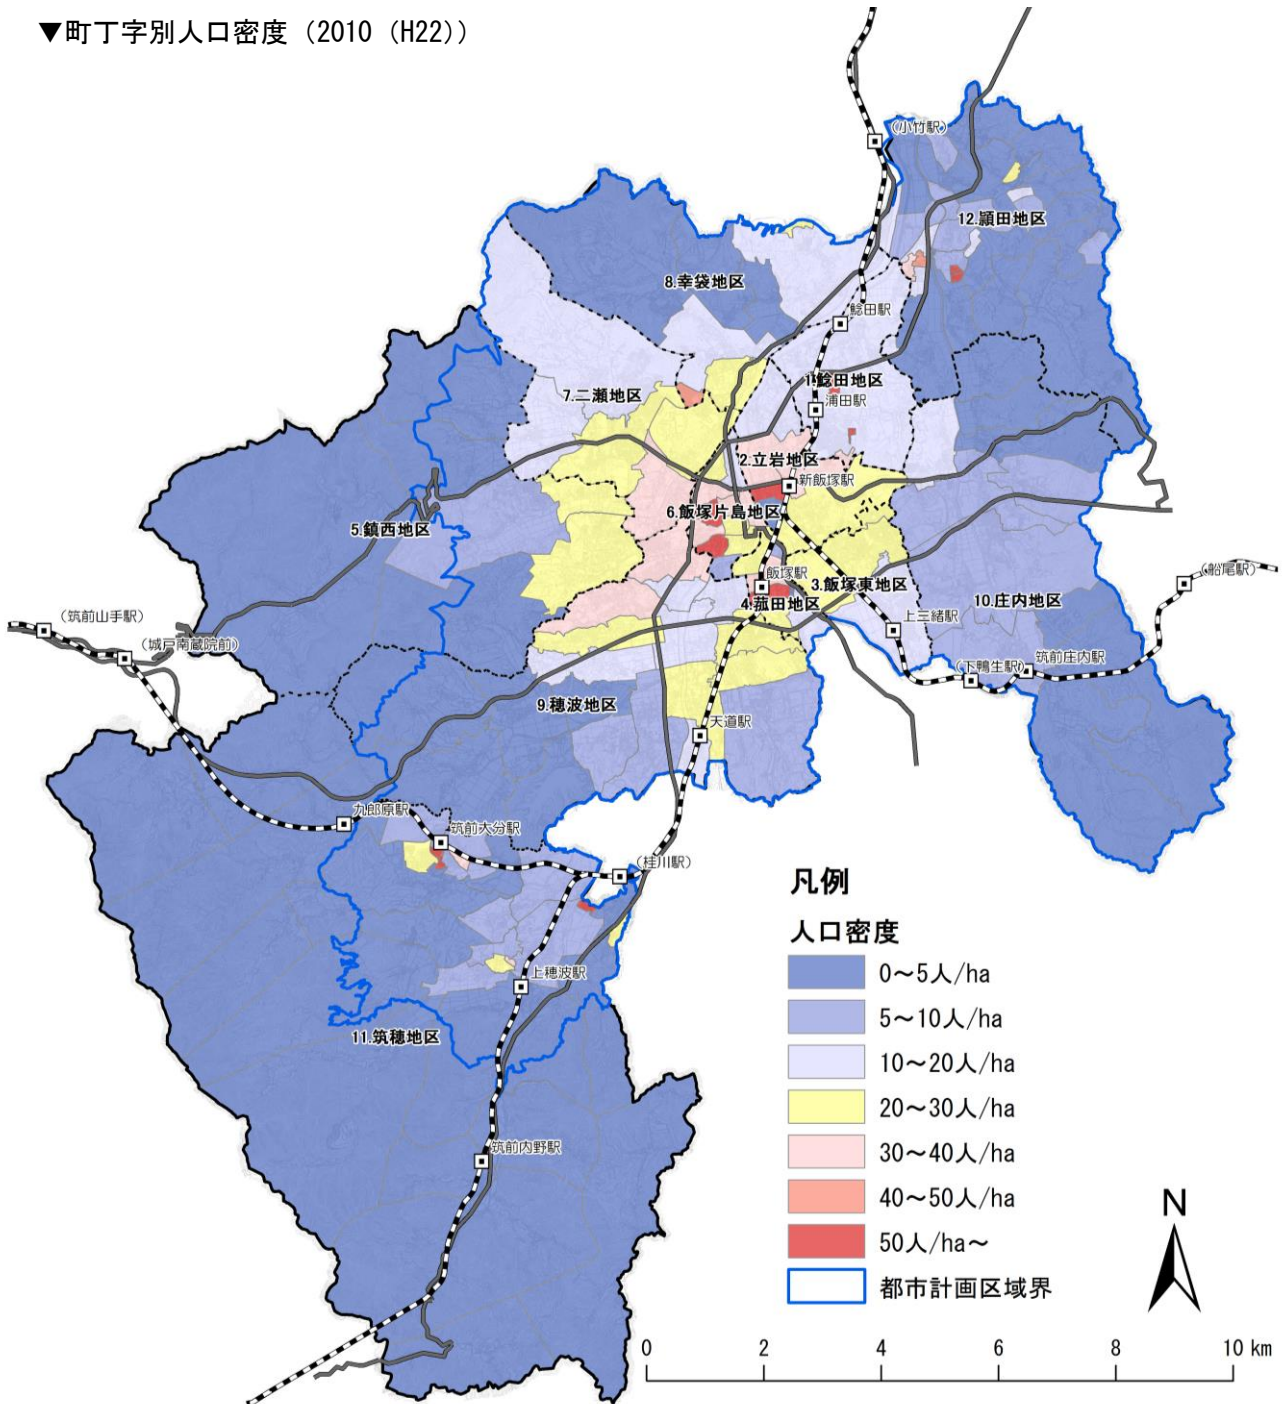 ▼町丁字別人口密度（2010（H22））
（小竹駅）
12.頴田地区
8.幸袋地区
鯰田駅
1.鯰田地区
7.二瀬地区
浦田駅
2.立岩地区
新飯塚駅
6.飯塚片島地区
5.鎮西地区
（船尾駅）
飯塚駅
3.飯塚東地区
4.菰田地区
10.庄内地区
（筑前山手駅）
上三緒駅
（城戸南蔵院前）
筑前庄内駅
（下鴨生駅）
9.穂波地区
天道駅
九郎原駅
筑前大分駅
（桂川駅）
上穂波駅
11.筑穂地区
筑前内野駅
凡例
人口密度
0～5人/ha
5～10人/ha
10～20人/ha
20～30人/ha
30～40人/ha
40～50人/ha
50人/ha～
都市計画区域界
N
0 2 4 6 8 10 km